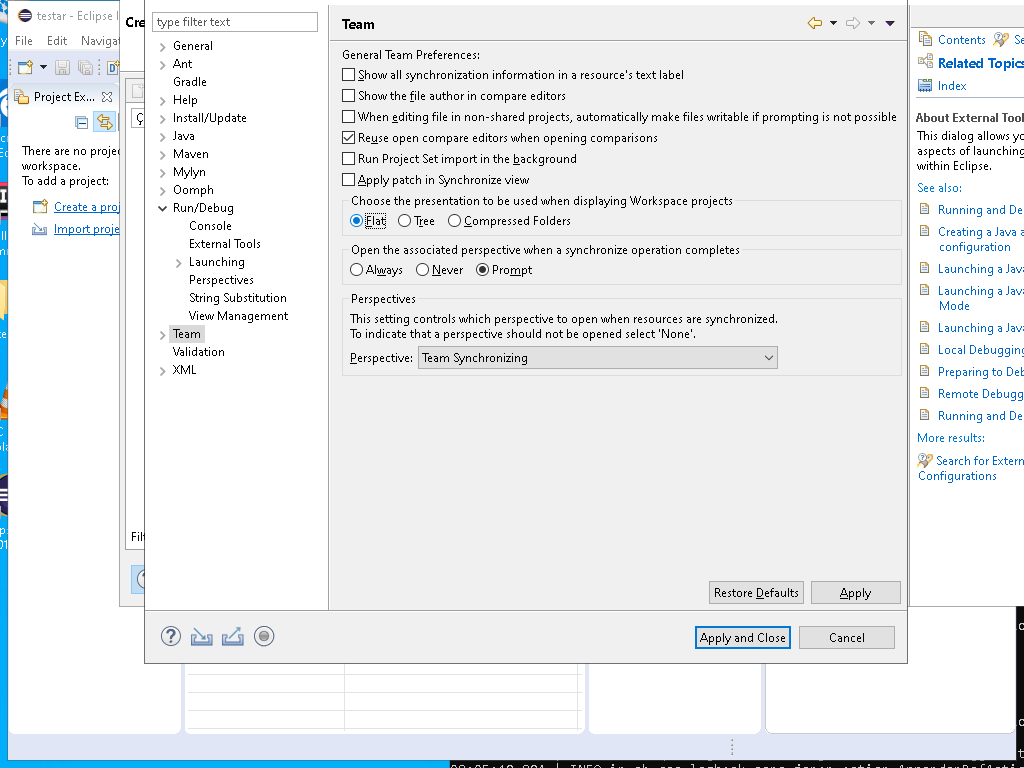 testar - Eclipse
File Edit Navigat
Project Ex...
There are no projec
workspace.
To add a project:
Create a proj
Import proje
Cre
Filt
type filter text
General
Ant
Gradle
Help
Install/Update
Java
Maven
Mylyn
Oomph
Run/Debug
Console
External Tools
Launching
Perspectives
String Substitution
View Management
Team
Validation
XML
Team
General Team Preferences:
Show all synchronization information in a resource's text label
Show the file author in compare editors
When editing file in non-shared projects, automatically make files writable if prompting is not possible
Reuse open compare editors when opening comparisons
Run Project Set import in the background
Apply patch in Synchronize view
Choose the presentation to be used when displaying Workspace projects
Flat Tree Compressed Folders
Open the associated perspective when a synchronize operation completes
Always Never Prompt
Perspectives
This setting controls which perspective to open when resources are synchronized.
To indicate that a perspective should not be opened select 'None'.
Perspective: Team Synchronizing
Restore Defaults Apply
Apply and Close Cancel
Contents Se
Related Topics
Index
About External Tool
This dialog allows yo
aspects of launching
within Eclipse.
See also:
Running and De
Creating a Java a
configuration
Launching a Java
Launching a Java
Mode
Launching a Java
Local Debugging
Preparing to Deb
Remote Debugg
Running and De
More results:
Search for Extern
Configurations